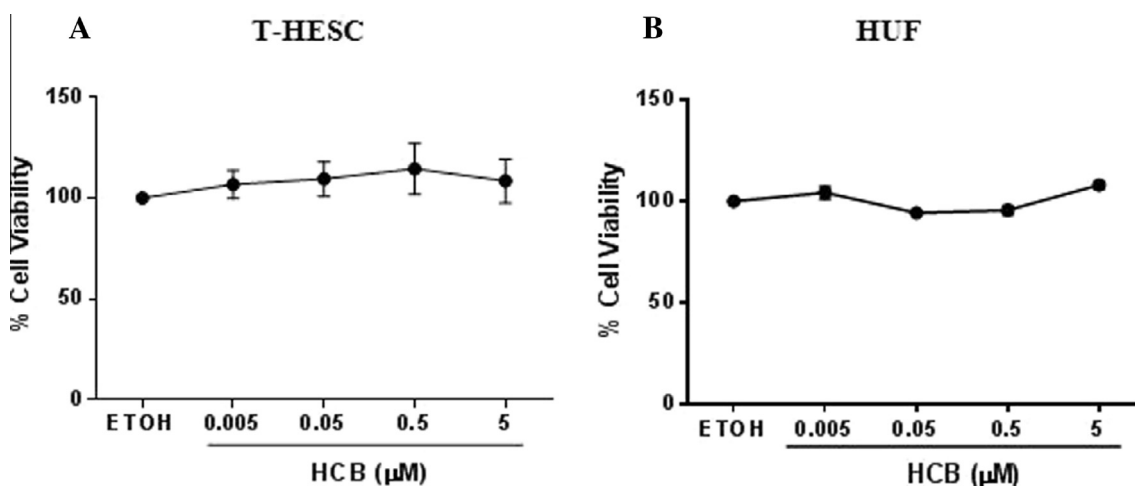 A
T-HESC
% Cell Viability
150
100
50
0
ETOH
0.005
0.05
0.5
5
HCB (µM)
B
HUF
% Cell Viability
150
100
50
0
ETOH
0.005
0.05
0.5
5
HCB (µM)